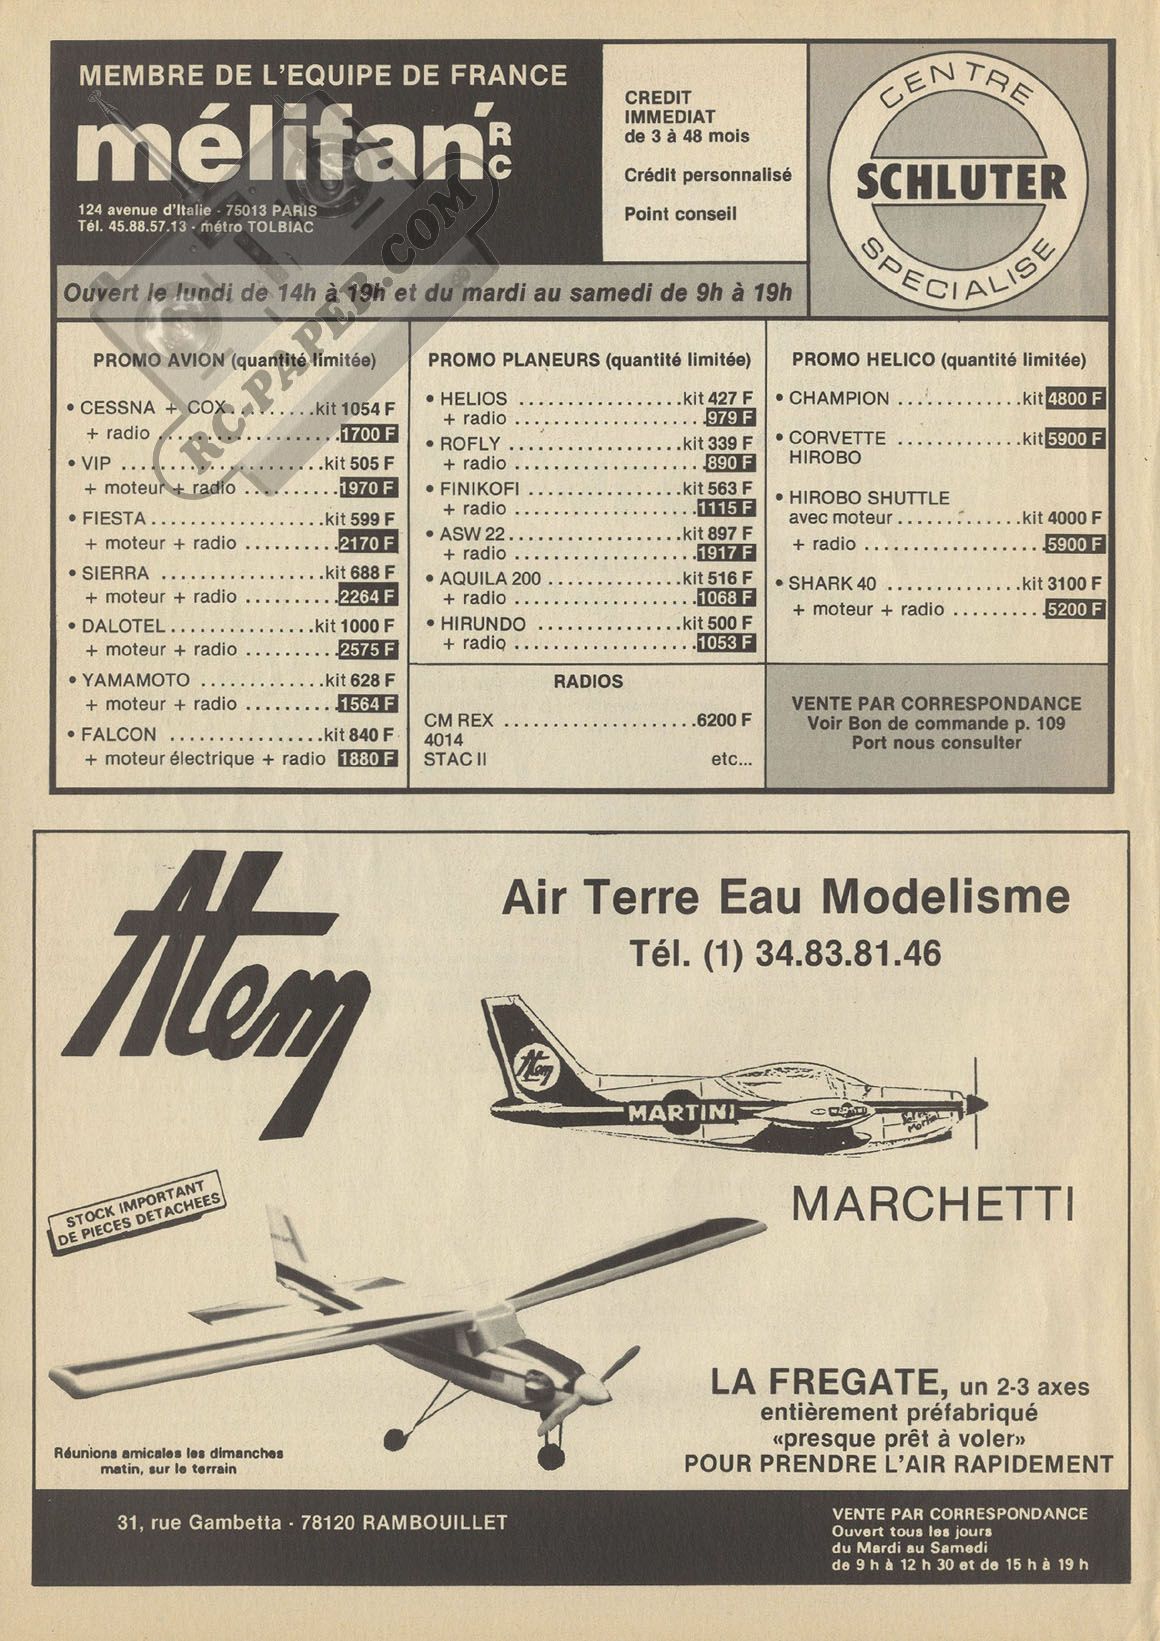 MEMBRE DE L'EQUIPE DE FRANCE
mélifan' RC
124 avenue d'Italie - 75013 PARIS
Tél. 45.88.57.13 - métro TOLBIAC
CREDIT
IMMEDIAT
de 3 à 48 mois
Crédit personnalisé
Point conseil
CENTRE
SCHLUTER
SPECIALISE
Ouvert le lundi de 14h à 19h et du mardi au samedi de 9h à 19h
RC-PAPER.COM
PROMO AVION (quantité limitée)
• CESSNA + COX.........kit 1054 F
+ radio ..................1700 F
• VIP ....................kit 505 F
+ moteur + radio ..........1970 F
• FIESTA.................kit 599 F
+ moteur + radio ..........2170 F
• SIERRA ................kit 688 F
+ moteur + radio ..........2264 F
• DALOTEL..............kit 1000 F
+ moteur + radio ..........2575 F
• YAMAMOTO ............kit 628 F
+ moteur + radio ..........1564 F
• FALCON ...............kit 840 F
+ moteur électrique + radio 1880 F
PROMO PLANEURS (quantité limitée)
• HELIOS .................kit 427 F
+ radio ...................979 F
• ROFLY ..................kit 339 F
+ radio ...................890 F
• FINIKOFI ...............kit 563 F
+ radio ..................1115 F
• ASW 22.................kit 897 F
+ radio ..................1917 F
• AQUILA 200 .............kit 516 F
+ radio ..................1068 F
• HIRUNDO ..............kit 500 F
+ radio ..................1053 F
RADIOS
CM REX ...................6200 F
4014
STAC II etc...
PROMO HELICO (quantité limitée)
• CHAMPION ............kit 4800 F
• CORVETTE ............kit 5900 F
HIROBO
• HIROBO SHUTTLE
avec moteur ............kit 4000 F
+ radio ..................5900 F
• SHARK 40 .............kit 3100 F
+ moteur + radio .........5200 F
VENTE PAR CORRESPONDANCE
Voir Bon de commande p. 109
Port nous consulter
Atem
Air Terre Eau Modelisme
Tél. (1) 34.83.81.46
Atem
MARTINI
MARCHETTI
STOCK IMPORTANT
DE PIECES DETACHEES
LA FREGATE, un 2-3 axes
entièrement préfabriqué
«presque prêt à voler»
POUR PRENDRE L'AIR RAPIDEMENT
Réunions amicales les dimanches
matin, sur le terrain
31, rue Gambetta - 78120 RAMBOUILLET
VENTE PAR CORRESPONDANCE
Ouvert tous les jours
du Mardi au Samedi
de 9 h à 12 h 30 et de 15 h à 19 h